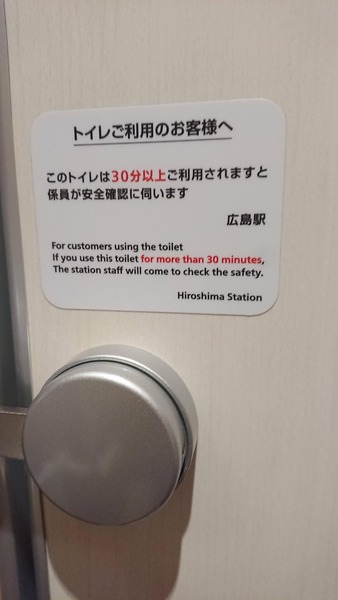 トイレご利用のお客様へ
このトイレは30分以上ご利用されますと
係員が安全確認に伺います
広島駅
For customers using the toilet
If you use this toilet for more than 30 minutes,
The station staff will come to check the safety.
Hiroshima Station